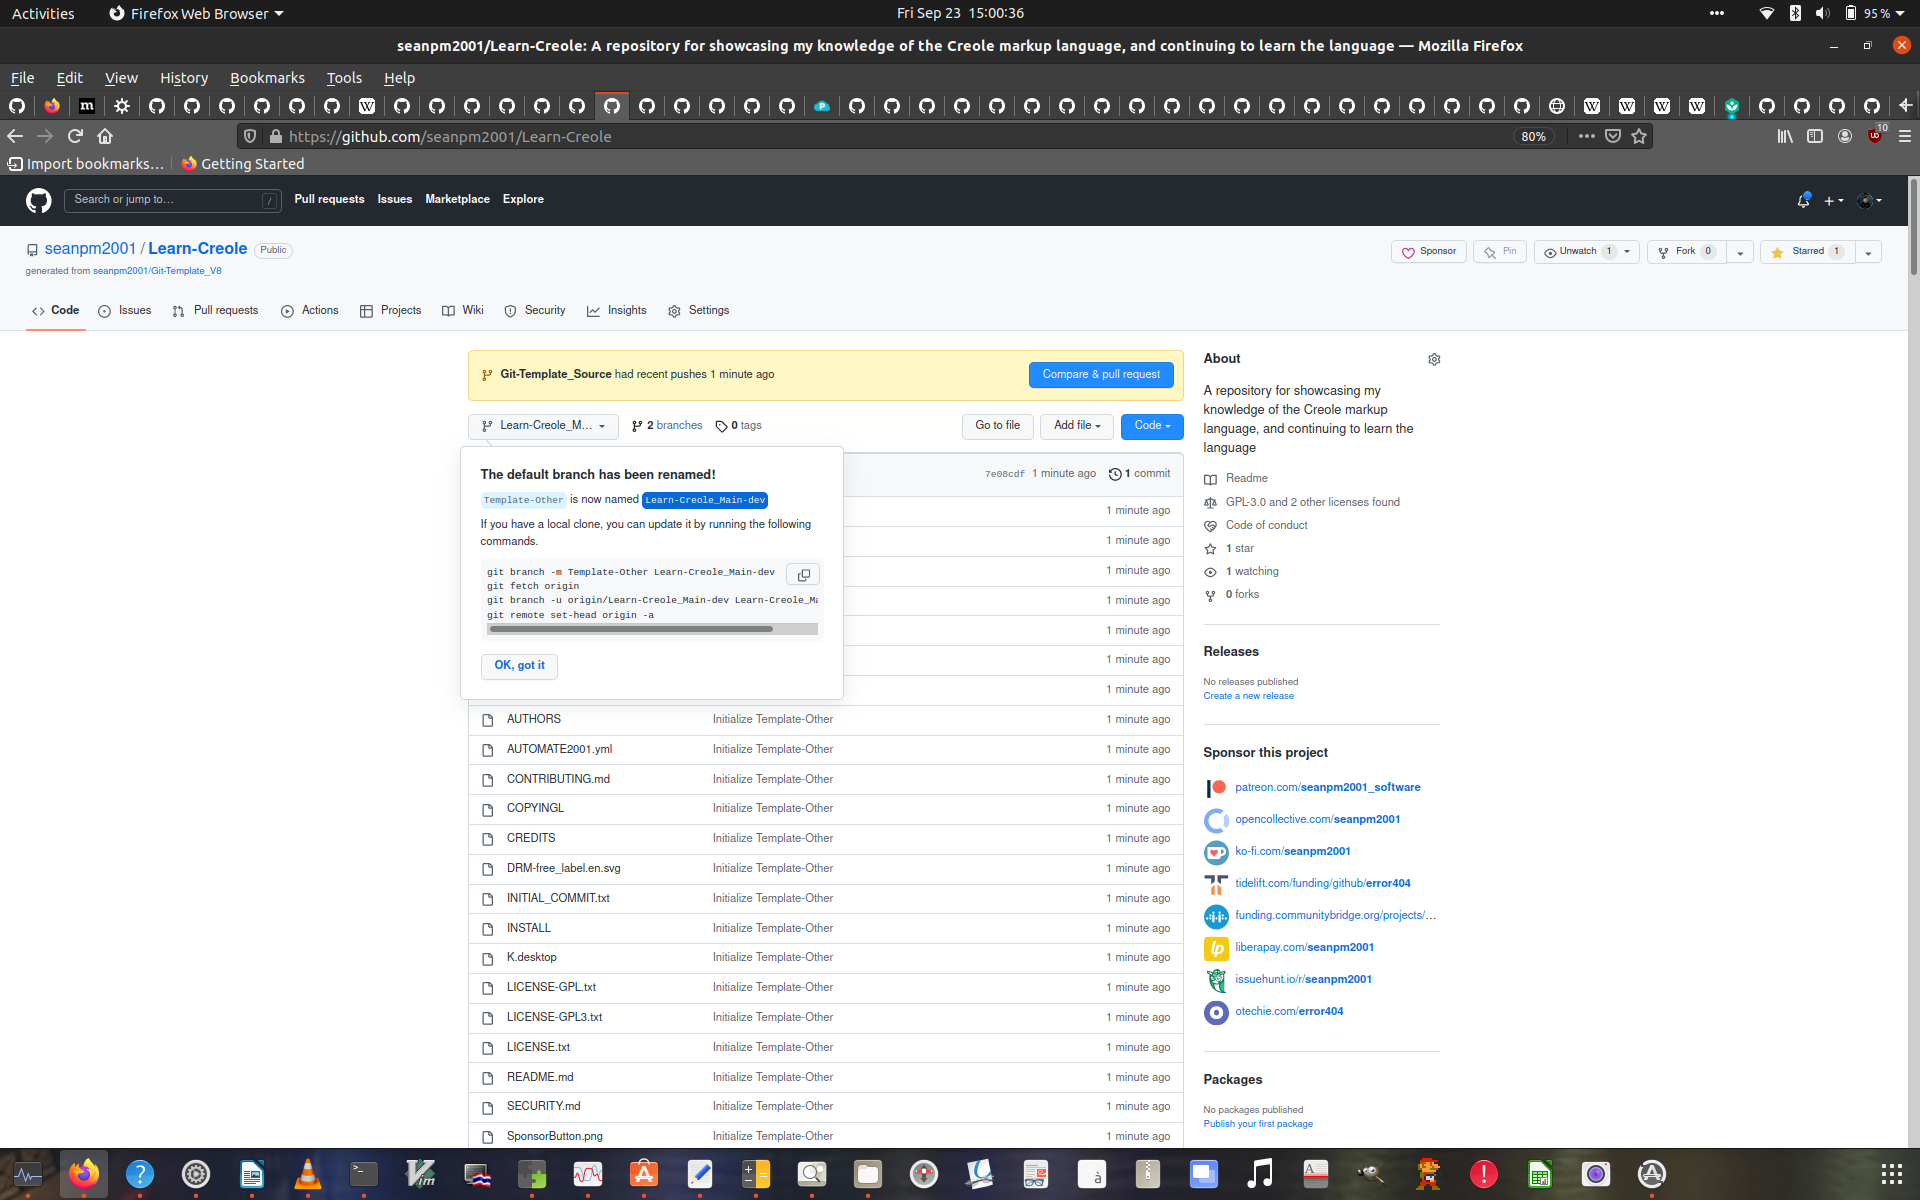 Activities
Firefox Web Browser
Fri Sep 23  15:00:36
95 %
seanpm2001/Learn-Creole: A repository for showcasing my knowledge of the Creole markup language, and continuing to learn the language — Mozilla Firefox
File Edit View History Bookmarks Tools Help
https://github.com/seanpm2001/Learn-Creole
80%
10
Import bookmarks…
Getting Started
Search or jump to…
/
Pull requests
Issues
Marketplace
Explore
seanpm2001 / Learn-Creole
Public
generated from seanpm2001/Git-Template_V8
Sponsor
Pin
Unwatch 1
Fork 0
Starred 1
Code
Issues
Pull requests
Actions
Projects
Wiki
Security
Insights
Settings
Git-Template_Source had recent pushes 1 minute ago
Compare & pull request
Learn-Creole_M...
2 branches
0 tags
Go to file
Add file
Code
The default branch has been renamed!
Template-Other is now named Learn-Creole_Main-dev
If you have a local clone, you can update it by running the following
commands.
git branch -m Template-Other Learn-Creole_Main-dev
git fetch origin
git branch -u origin/Learn-Creole_Main-dev Learn-Creole_Ma
git remote set-head origin -a
OK, got it
7e08cdf 1 minute ago
1 commit
1 minute ago
1 minute ago
1 minute ago
1 minute ago
1 minute ago
1 minute ago
1 minute ago
AUTHORS Initialize Template-Other 1 minute ago
AUTOMATE2001.yml Initialize Template-Other 1 minute ago
CONTRIBUTING.md Initialize Template-Other 1 minute ago
COPYINGL Initialize Template-Other 1 minute ago
CREDITS Initialize Template-Other 1 minute ago
DRM-free_label.en.svg Initialize Template-Other 1 minute ago
INITIAL_COMMIT.txt Initialize Template-Other 1 minute ago
INSTALL Initialize Template-Other 1 minute ago
K.desktop Initialize Template-Other 1 minute ago
LICENSE-GPL.txt Initialize Template-Other 1 minute ago
LICENSE-GPL3.txt Initialize Template-Other 1 minute ago
LICENSE.txt Initialize Template-Other 1 minute ago
README.md Initialize Template-Other 1 minute ago
SECURITY.md Initialize Template-Other 1 minute ago
SponsorButton.png Initialize Template-Other 1 minute ago
About
A repository for showcasing my
knowledge of the Creole markup
language, and continuing to learn the
language
Readme
GPL-3.0 and 2 other licenses found
Code of conduct
1 star
1 watching
0 forks
Releases
No releases published
Create a new release
Sponsor this project
patreon.com/seanpm2001_software
opencollective.com/seanpm2001
ko-fi.com/seanpm2001
tidelift.com/funding/github/error404
funding.communitybridge.org/projects/...
liberapay.com/seanpm2001
issuehunt.io/r/seanpm2001
otechie.com/error404
Packages
No packages published
Publish your first package